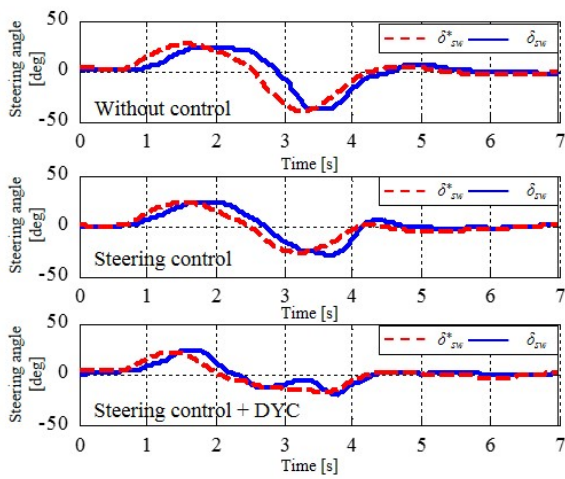 Steering angle
[deg]
50
0
-50
δ*sw
δsw
Without control
0 1 2 3 4 5 6 7
Time [s]
Steering angle
[deg]
50
0
-50
δ*sw
δsw
Steering control
0 1 2 3 4 5 6 7
Time [s]
Steering angle
[deg]
50
0
-50
δ*sw
δsw
Steering control + DYC
0 1 2 3 4 5 6 7
Time [s]